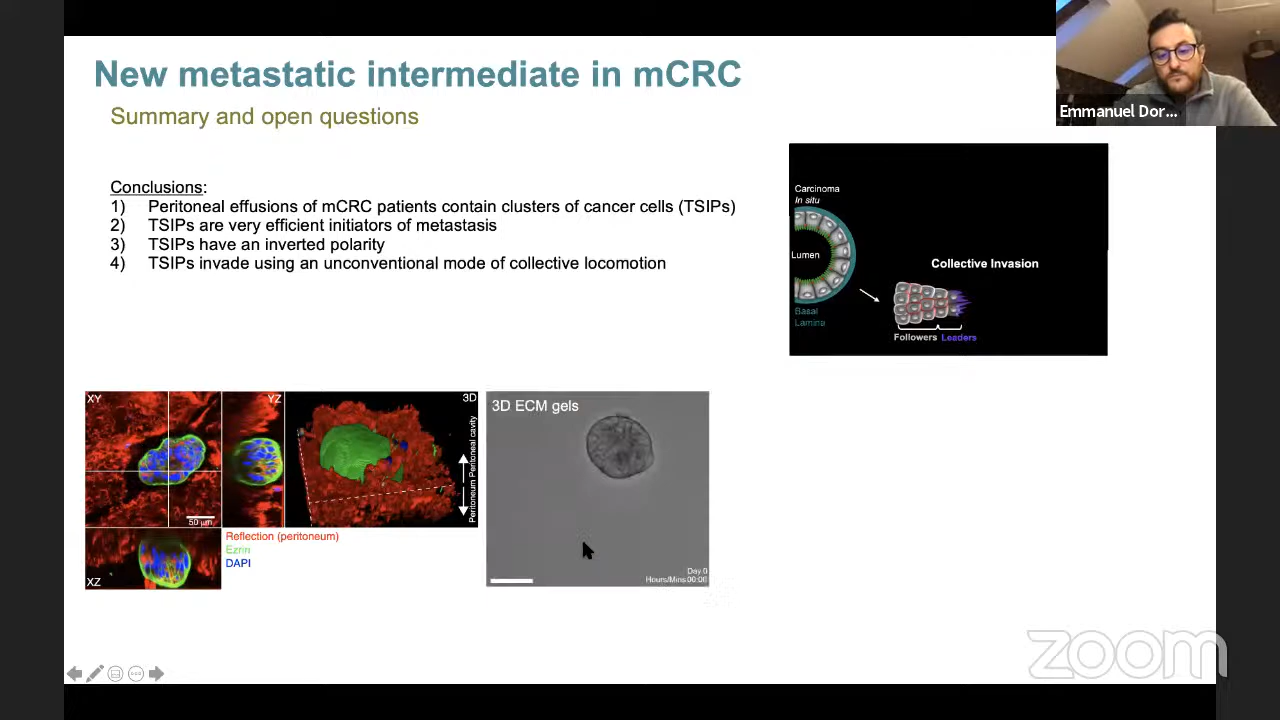 New metastatic intermediate in mCRC
Summary and open questions
Emmanuel Dor...
Conclusions:
1) Peritoneal effusions of mCRC patients contain clusters of cancer cells (TSIPs)
2) TSIPs are very efficient initiators of metastasis
3) TSIPs have an inverted polarity
4) TSIPs invade using an unconventional mode of collective locomotion
Carcinoma
In situ
Lumen
Basal
Lamina
Collective Invasion
Followers Leaders
XY
YZ
3D
Peritoneum Peritoneal cavity
50 µm
XZ
Reflection (peritoneum)
Ezrin
DAPI
3D ECM gels
Day 0
Hours/Mins 00:00
zoom